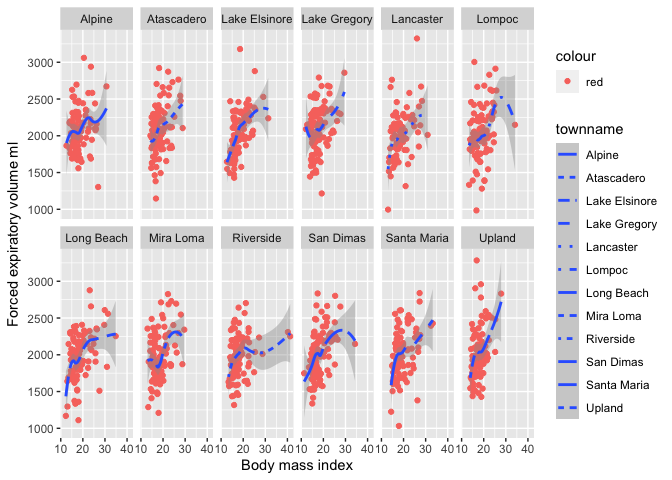 Alpine Atascadero Lake Elsinore Lake Gregory Lancaster Lompoc
3000
2500
2000
1500
1000
Long Beach Mira Loma Riverside San Dimas Santa Maria Upland
3000
2500
2000
1500
1000
10 20 30 40 10 20 30 40 10 20 30 40 10 20 30 40 10 20 30 40 10 20 30 40
Body mass index
Forced expiratory volume ml
colour
red
townname
Alpine
Atascadero
Lake Elsinore
Lake Gregory
Lancaster
Lompoc
Long Beach
Mira Loma
Riverside
San Dimas
Santa Maria
Upland